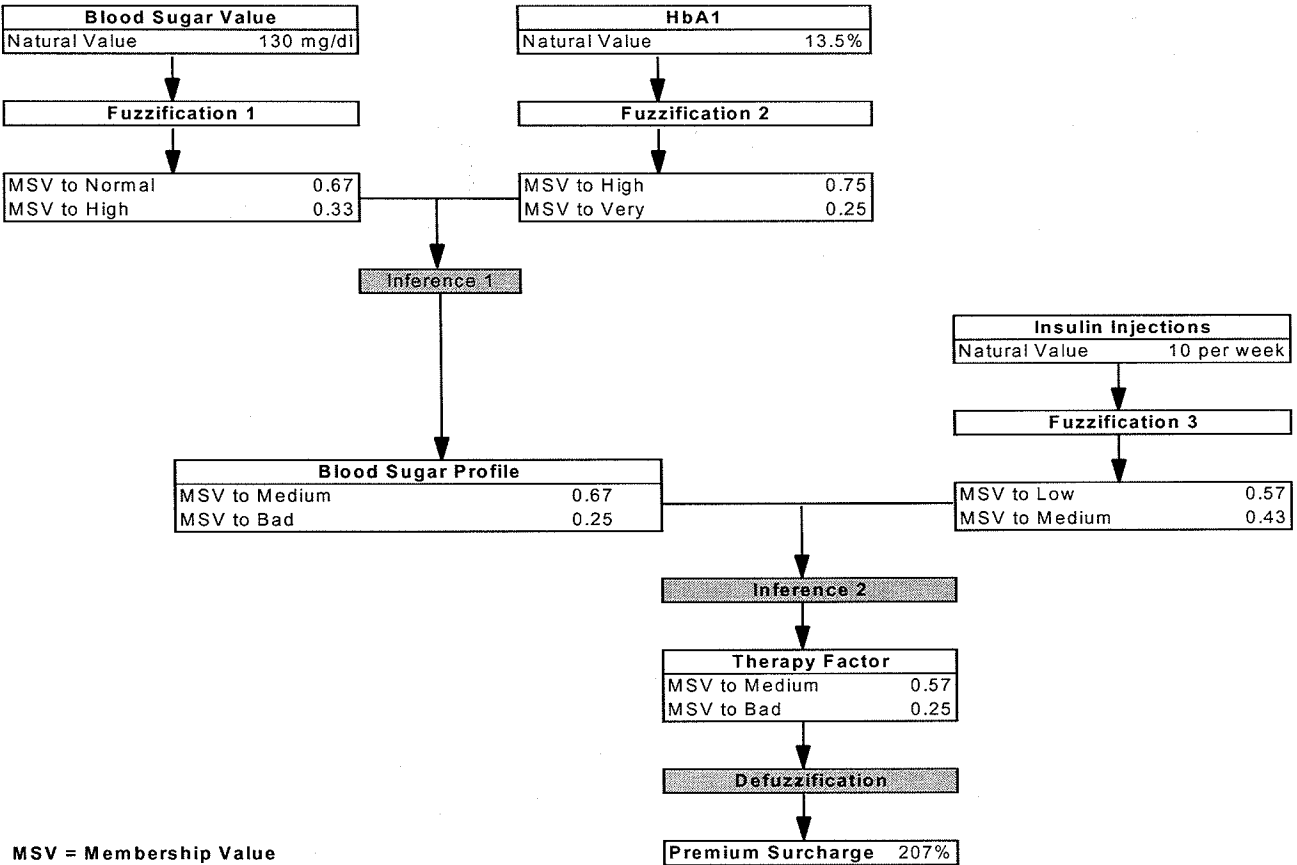 Blood Sugar Value
Natural Value 130 mg/dl
HbA1
Natural Value 13.5%
Fuzzification 1
Fuzzification 2
MSV to Normal 0.67
MSV to High 0.33
MSV to High 0.75
MSV to Very 0.25
Inference 1
Insulin Injections
Natural Value 10 per week
Fuzzification 3
Blood Sugar Profile
MSV to Medium 0.67
MSV to Bad 0.25
MSV to Low 0.57
MSV to Medium 0.43
Inference 2
Therapy Factor
MSV to Medium 0.57
MSV to Bad 0.25
Defuzzification
Premium Surcharge 207%
MSV = Membership Value